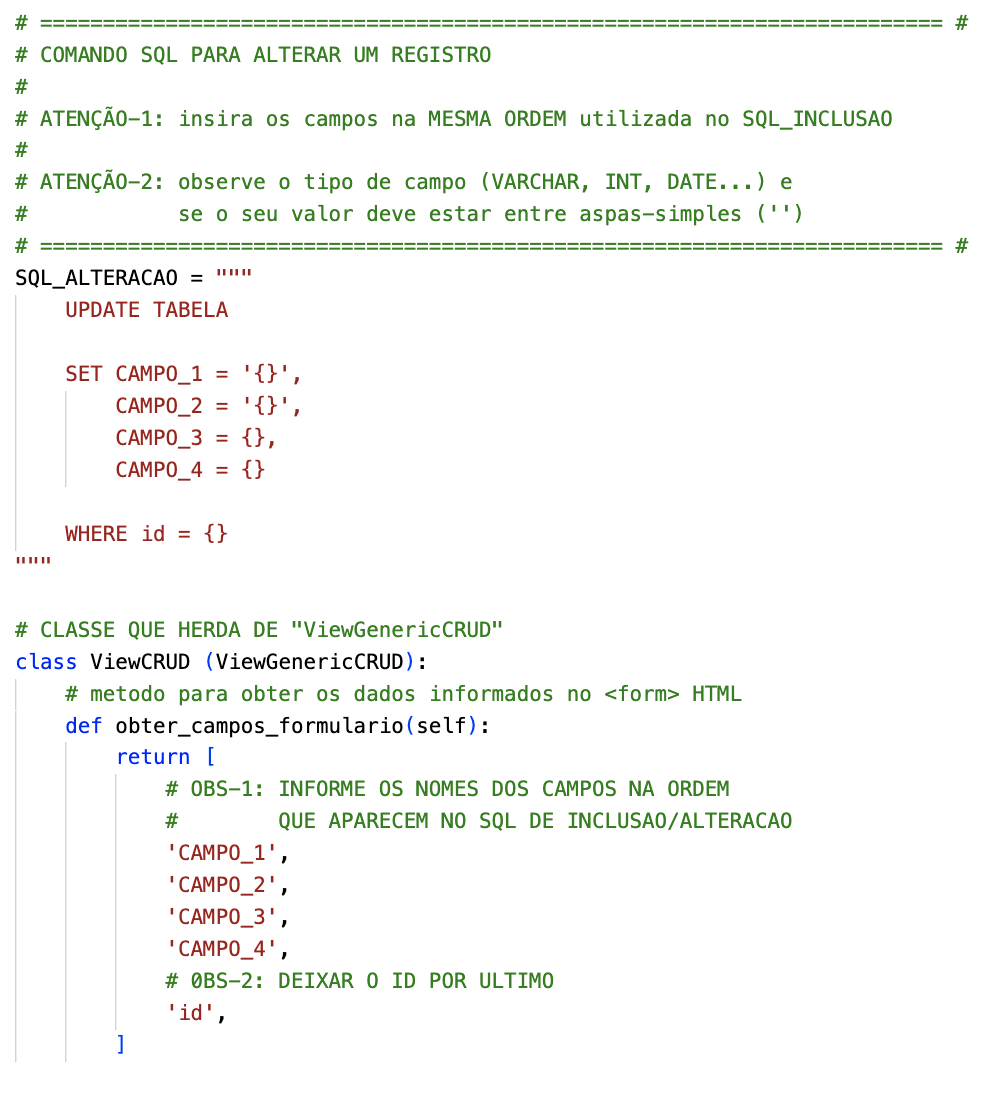 # ======================================================================== #
# COMANDO SQL PARA ALTERAR UM REGISTRO
#
# ATENÇÃO-1: insira os campos na MESMA ORDEM utilizada no SQL_INCLUSAO
#
# ATENÇÃO-2: observe o tipo de campo (VARCHAR, INT, DATE...) e
#            se o seu valor deve estar entre aspas-simples ('')
# ======================================================================== #
SQL_ALTERACAO = """
    UPDATE TABELA
    SET CAMPO_1 = '{}',
        CAMPO_2 = '{}',
        CAMPO_3 = {},
        CAMPO_4 = {}
    WHERE id = {}
"""
# CLASSE QUE HERDA DE "ViewGenericCRUD"
class ViewCRUD (ViewGenericCRUD):
    # metodo para obter os dados informados no <form> HTML
    def obter_campos_formulario(self):
        return [
            # OBS-1: INFORME OS NOMES DOS CAMPOS NA ORDEM
            #        QUE APARECEM NO SQL DE INCLUSAO/ALTERACAO
            'CAMPO_1',
            'CAMPO_2',
            'CAMPO_3',
            'CAMPO_4',
            # 0BS-2: DEIXAR O ID POR ULTIMO
            'id',
        ]